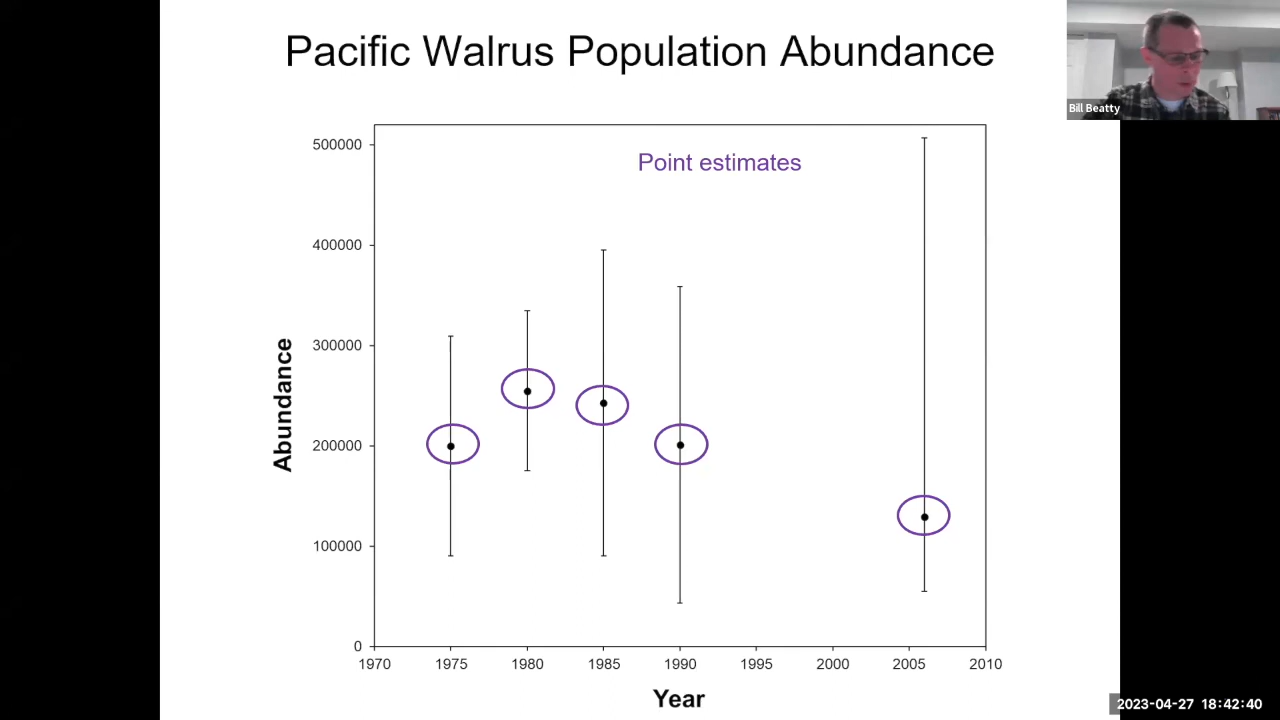 Pacific Walrus Population Abundance
Bill Beatty
Point estimates
500000
400000
300000
200000
100000
0
Abundance
1970 1975 1980 1985 1990 1995 2000 2005 2010
Year
2023-04-27 18:42:40